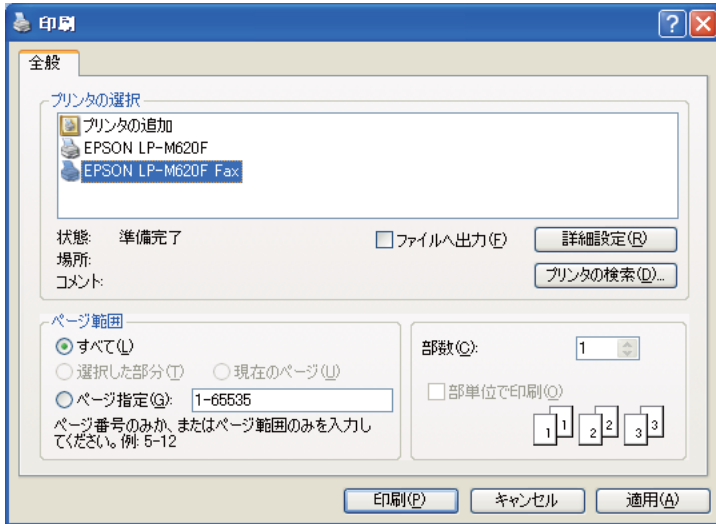 印刷
全般
プリンタの選択
プリンタの追加
EPSON LP-M620F
EPSON LP-M620F Fax
状態: 準備完了
場所:
コメント:
ファイルへ出力(F)
詳細設定(R)
プリンタの検索(D)...
ページ範囲
すべて(L)
選択した部分(T) 現在のページ(U)
ページ指定(G): 1-65535
ページ番号のみか、またはページ範囲のみを入力し
てください。例: 5-12
部数(C): 1
部単位で印刷(O)
1 1 2 2 3 3
印刷(P) キャンセル 適用(A)